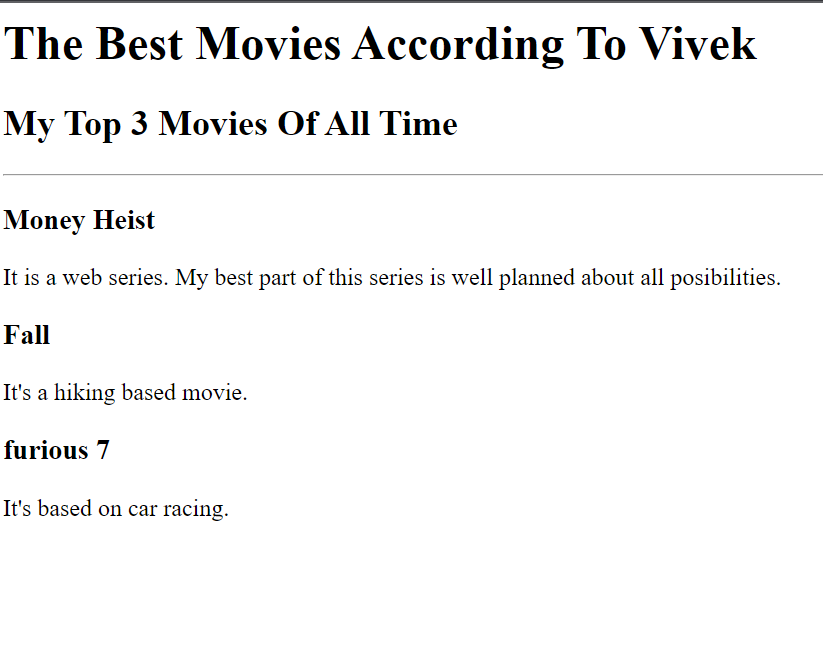 The Best Movies According To Vivek
My Top 3 Movies Of All Time
Money Heist
It is a web series. My best part of this series is well planned about all posibilities.
Fall
It's a hiking based movie.
furious 7
It's based on car racing.